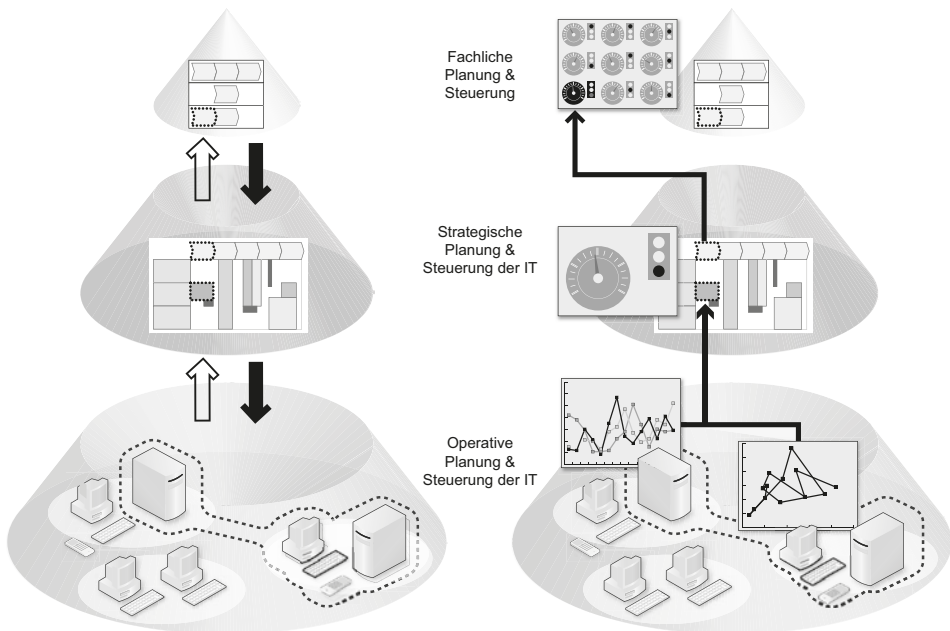 Fachliche
Planung &
Steuerung
Strategische
Planung &
Steuerung der IT
Operative
Planung &
Steuerung der IT